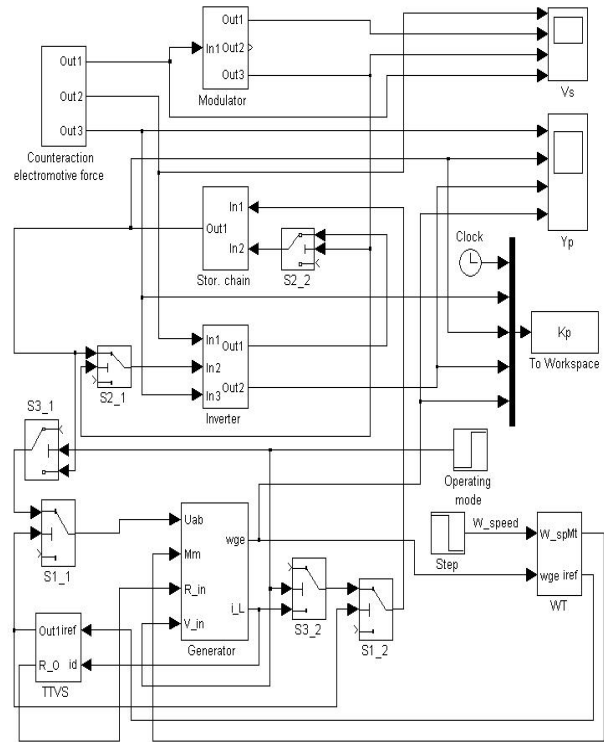 Out1
In1
Out2
Out3
Modulator
Out1
Out2
Out3
Counteraction
electromotive force
Vs
Yp
In1
Out1
In2
Stor. chain
S2_2
Clock
Kp
To Workspace
In1
Out1
In2
Out2
In3
Inverter
S2_1
S3_1
Operating
mode
S1_1
Uab
Mm
wge
R_in
i_L
V_in
Generator
S3_2
S1_2
W_speed
Step
W_spMt
wge iref
WT
Out1iref
R_O id
TTVS